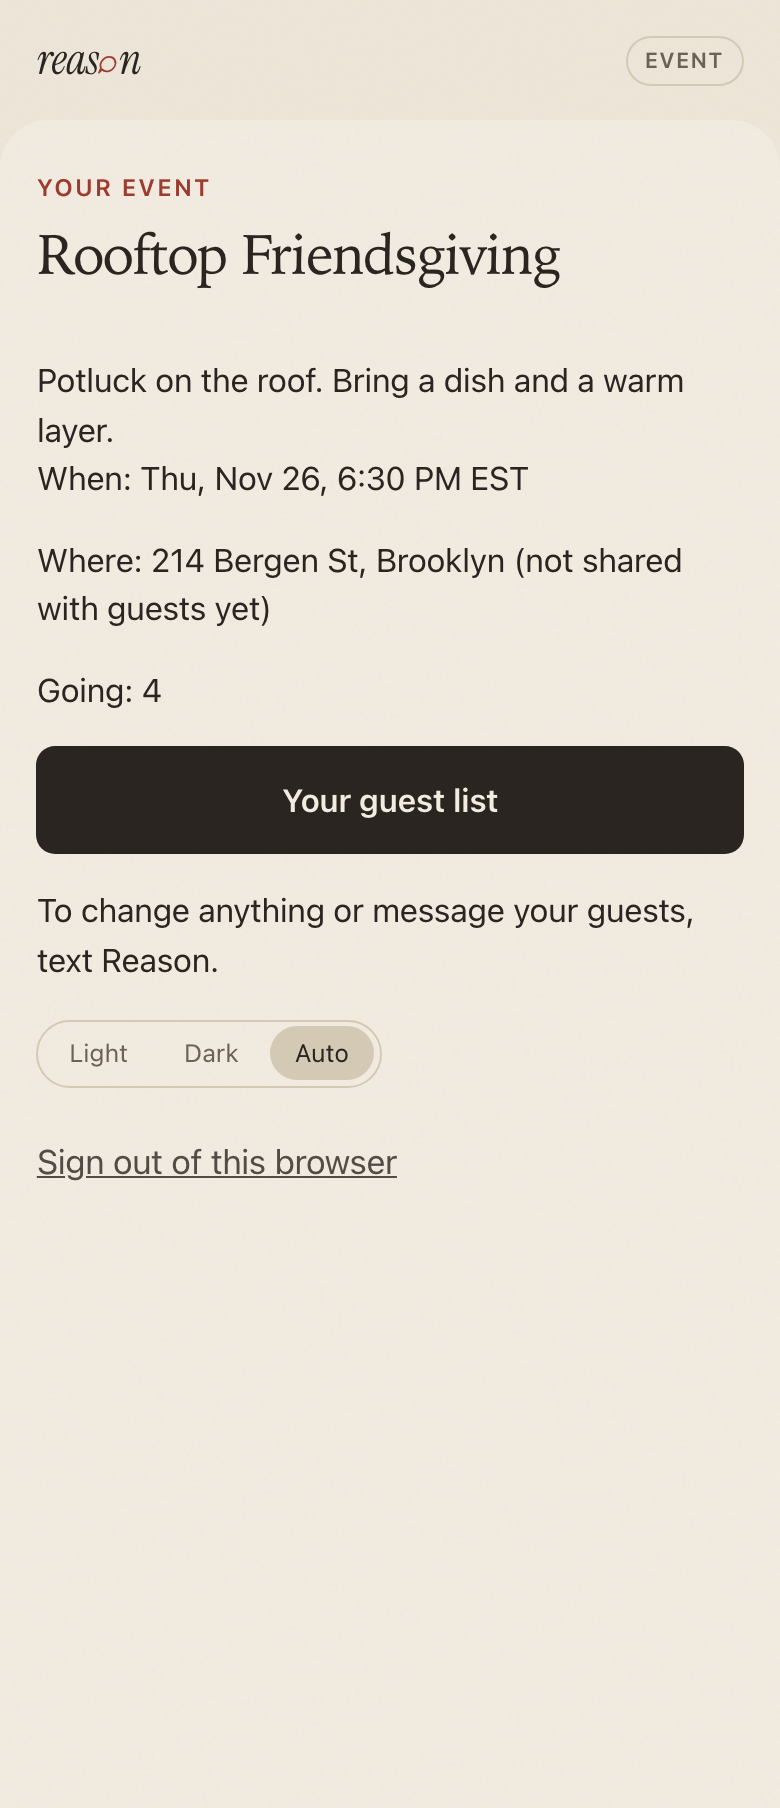 reason
EVENT
YOUR EVENT
Rooftop Friendsgiving
Potluck on the roof. Bring a dish and a warm
layer.
When: Thu, Nov 26, 6:30 PM EST
Where: 214 Bergen St, Brooklyn (not shared
with guests yet)
Going: 4
Your guest list
To change anything or message your guests,
text Reason.
Light Dark Auto
Sign out of this browser